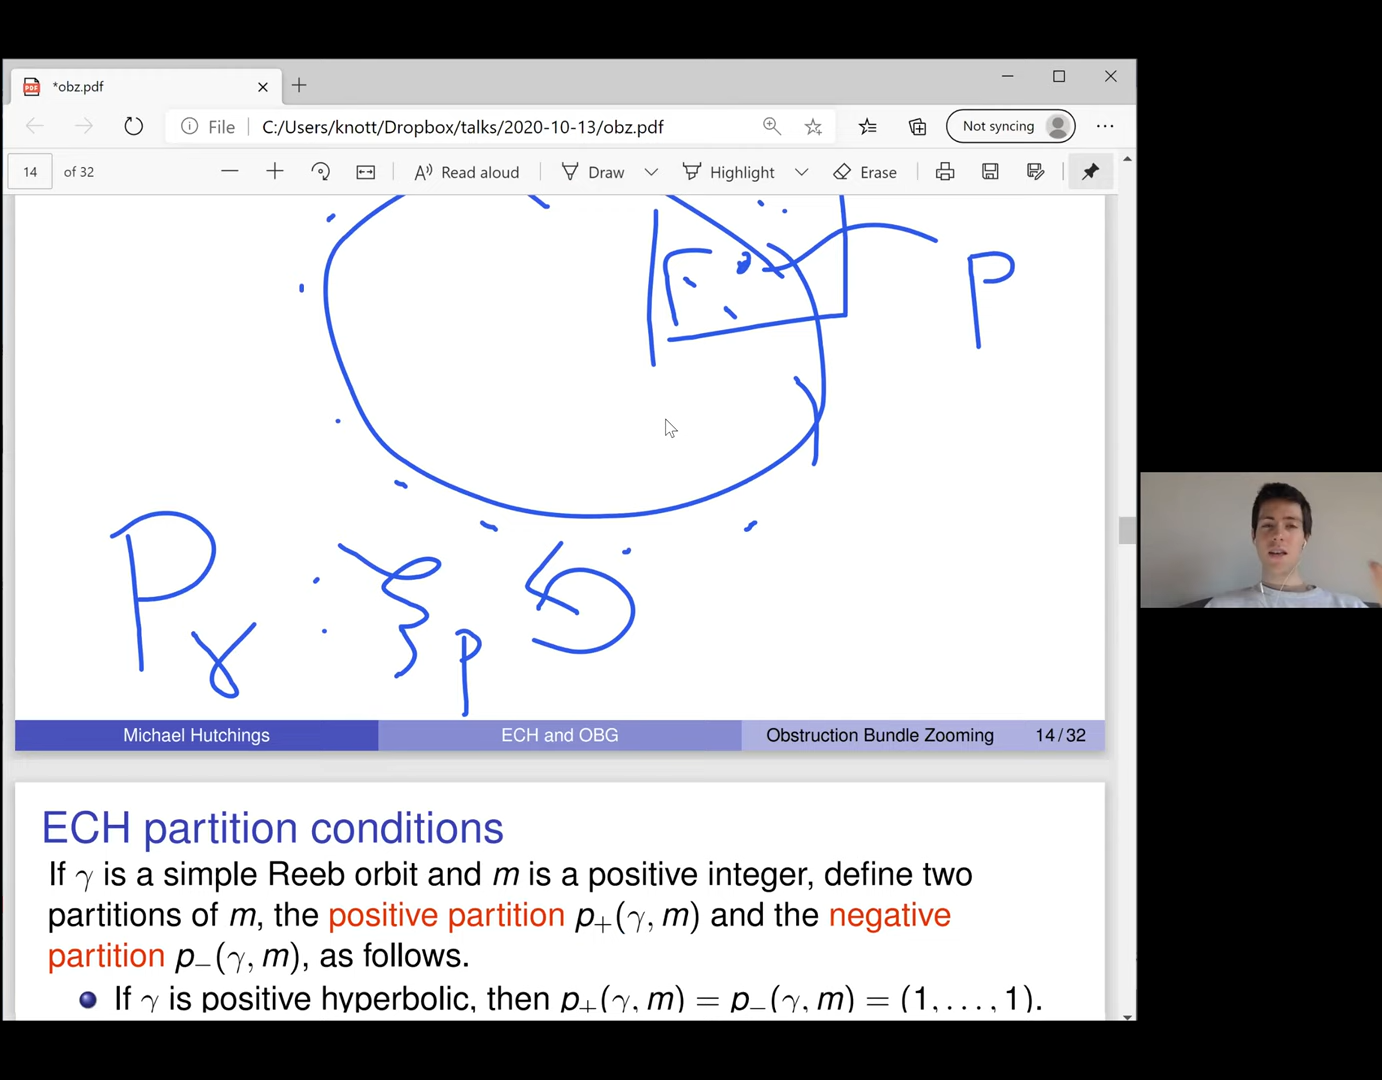 *obz.pdf
File C:/Users/knott/Dropbox/talks/2020-10-13/obz.pdf Not syncing
14 of 32 Read aloud Draw Highlight Erase
P
P_γ : ξ_p
Michael Hutchings ECH and OBG Obstruction Bundle Zooming 14/32
ECH partition conditions
If γ is a simple Reeb orbit and m is a positive integer, define two
partitions of m, the positive partition p₊(γ, m) and the negative
partition p₋(γ, m), as follows.
If γ is positive hyperbolic, then p₊(γ, m) = p₋(γ, m) = (1, . . . , 1).